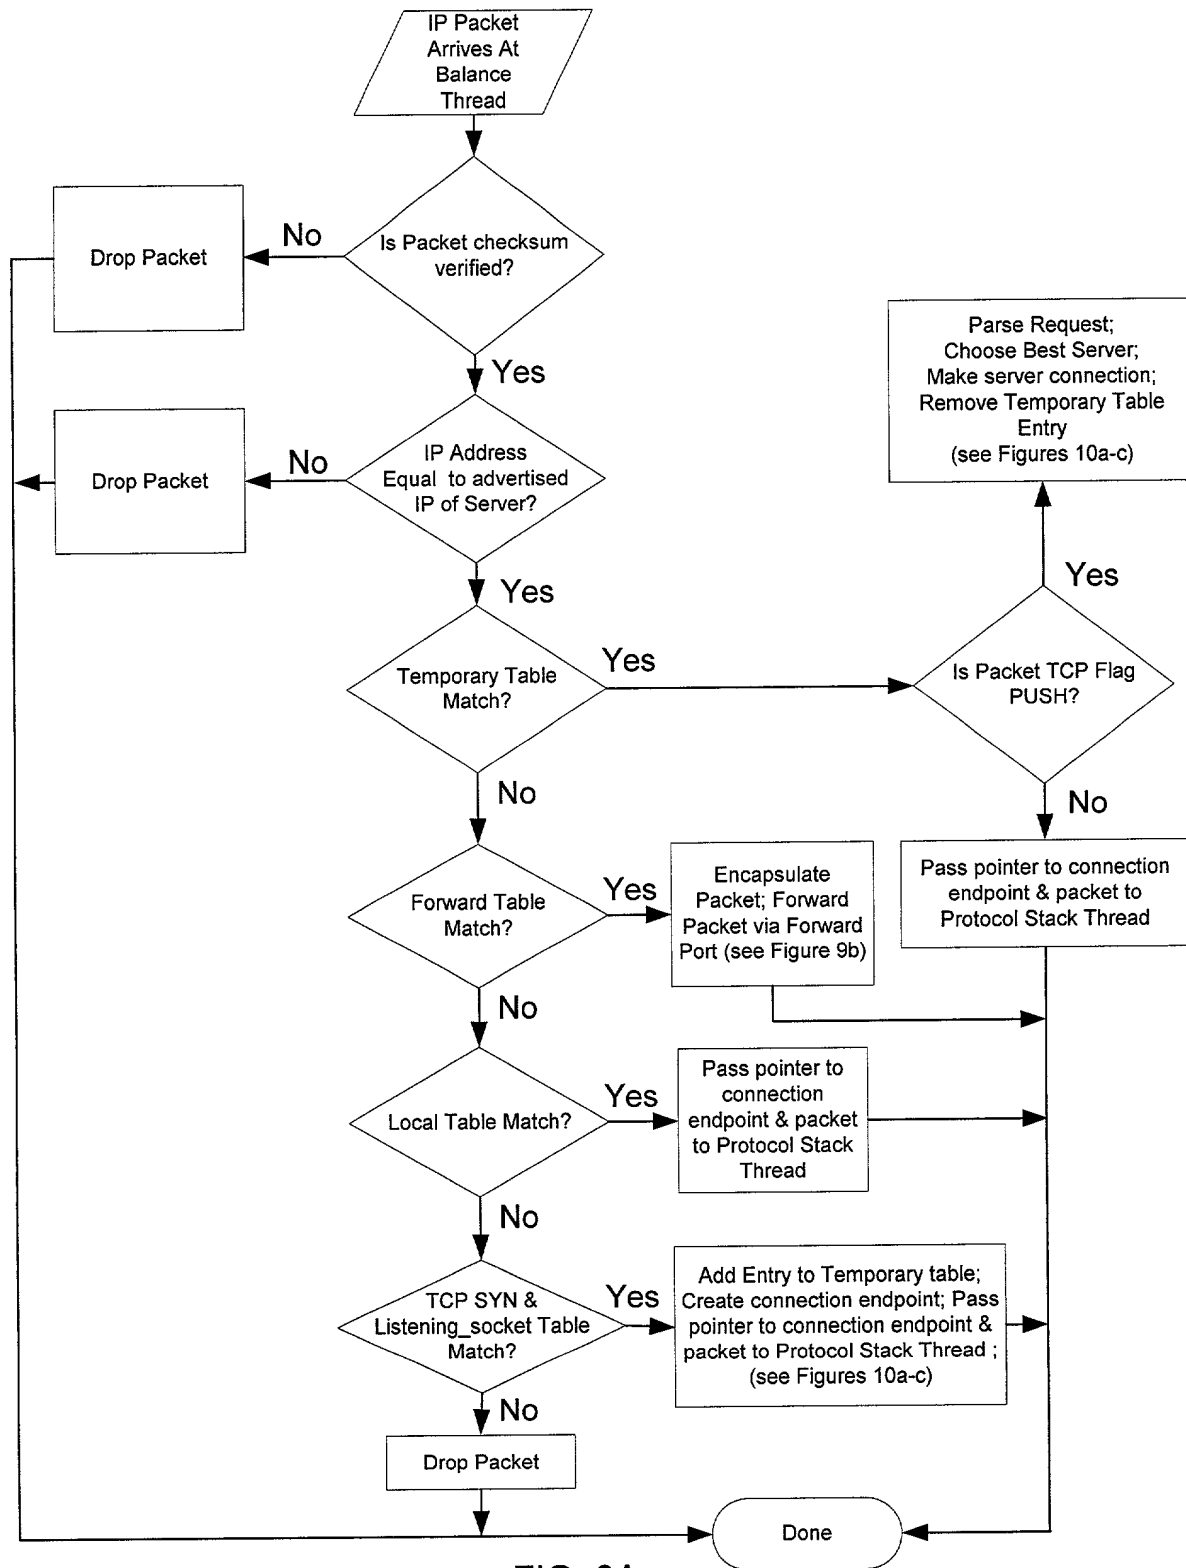 IP Packet
Arrives At
Balance
Thread
Is Packet checksum
verified?
No
Drop Packet
Yes
IP Address
Equal to advertised
IP of Server?
No
Drop Packet
Yes
Temporary Table
Match?
Yes
Is Packet TCP Flag
PUSH?
Yes
Parse Request;
Choose Best Server;
Make server connection;
Remove Temporary Table
Entry
(see Figures 10a-c)
No
Pass pointer to connection
endpoint & packet to
Protocol Stack Thread
No
Forward Table
Match?
Yes
Encapsulate
Packet; Forward
Packet via Forward
Port (see Figure 9b)
No
Local Table Match?
Yes
Pass pointer to
connection
endpoint & packet
to Protocol Stack
Thread
No
TCP SYN &
Listening_socket Table
Match?
Yes
Add Entry to Temporary table;
Create connection endpoint; Pass
pointer to connection endpoint &
packet to Protocol Stack Thread ;
(see Figures 10a-c)
No
Drop Packet
Done